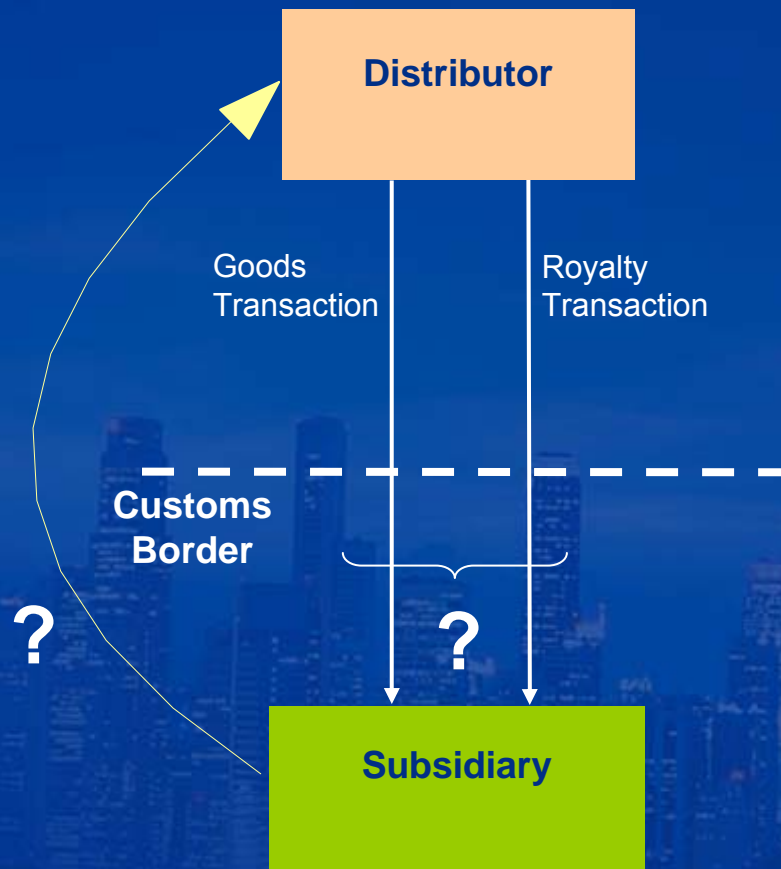 Distributor
Goods
Transaction
Royalty
Transaction
Customs
Border
?
?
Subsidiary